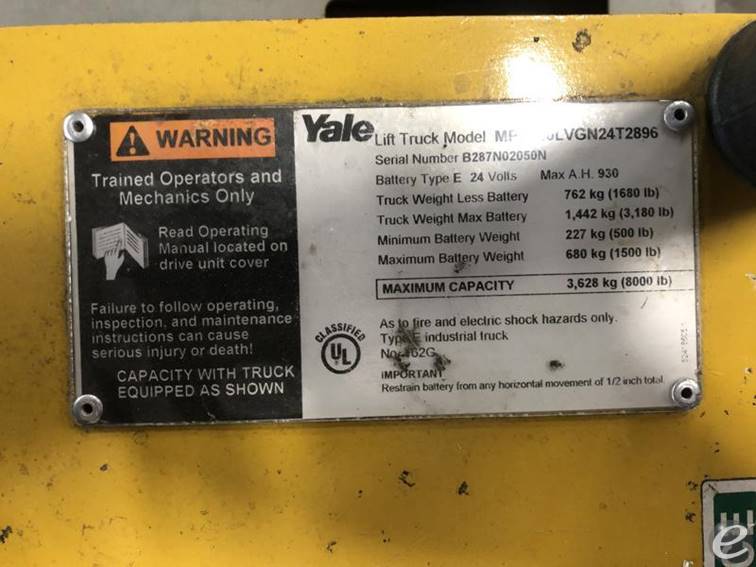 WARNING
Trained Operators and
Mechanics Only
Read Operating
Manual located on
drive unit cover
Failure to follow operating,
inspection, and maintenance
instructions can cause
serious injury or death!
CAPACITY WITH TRUCK
EQUIPPED AS SHOWN
Yale Lift Truck Model
Serial Number B287N02050N
Battery Type E 24 Volts Max A.H. 930
Truck Weight Less Battery 762 kg (1680 lb)
Truck Weight Max Battery 1,442 kg (3,180 lb)
Minimum Battery Weight 227 kg (500 lb)
Maximum Battery Weight 680 kg (1500 lb)
MAXIMUM CAPACITY 3,628 kg (8000 lb)
CLASSIFIED
UL
As to fire and electric shock hazards only.
Type E industrial truck
IMPORTANT
Restrain battery from any horizontal movement of 1/2 inch total
e